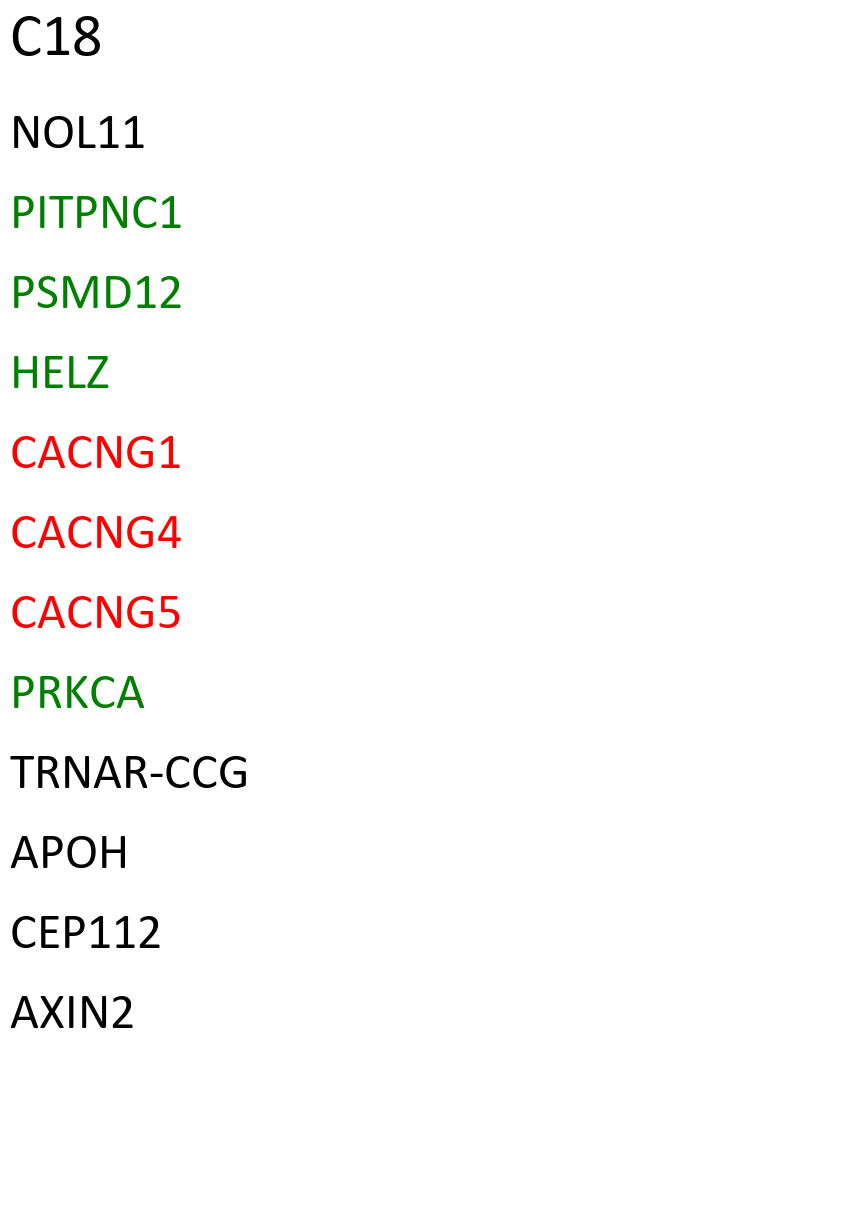 C18
NOL11
PITPNC1
PSMD12
HELZ
CACNG1
CACNG4
CACNG5
PRKCA
TRNAR-CCG
APOH
CEP112
AXIN2